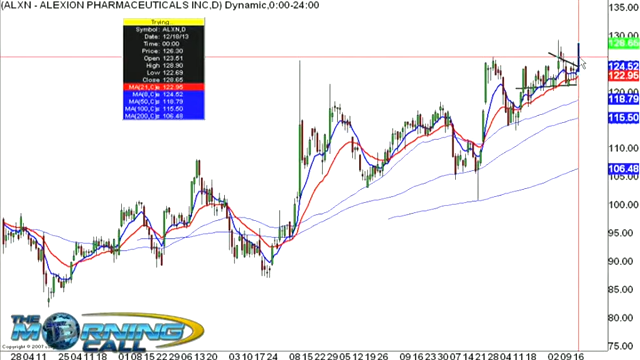 (ALXN - ALEXION PHARMACEUTICALS INC,D) Dynamic,0:00-24:00
Symbol: ALXN,D
Date: 12/18/13
Time: 00:00
Price: 126.30
Open: 123.51
High: 128.90
Low: 122.69
Close: 128.65
MA(21,C): 122.95
MA(8,C): 124.52
MA(50,C): 118.79
MA(100,C): 115.50
MA(200,C): 106.48
135.00
130.00
128.65
124.52
122.95
120.00
118.79
115.50
106.48
105.00
100.00
95.00
90.00
85.00
80.00
75.00
THE
MORNING
CALL
28 04 11 25 04 11 18 01 08 15 22 29 06 13 20 03 10 17 24 08 15 22 29 05 12 19 26 09 16 23 30 07 14 21 28 04 11 18 02 09 16